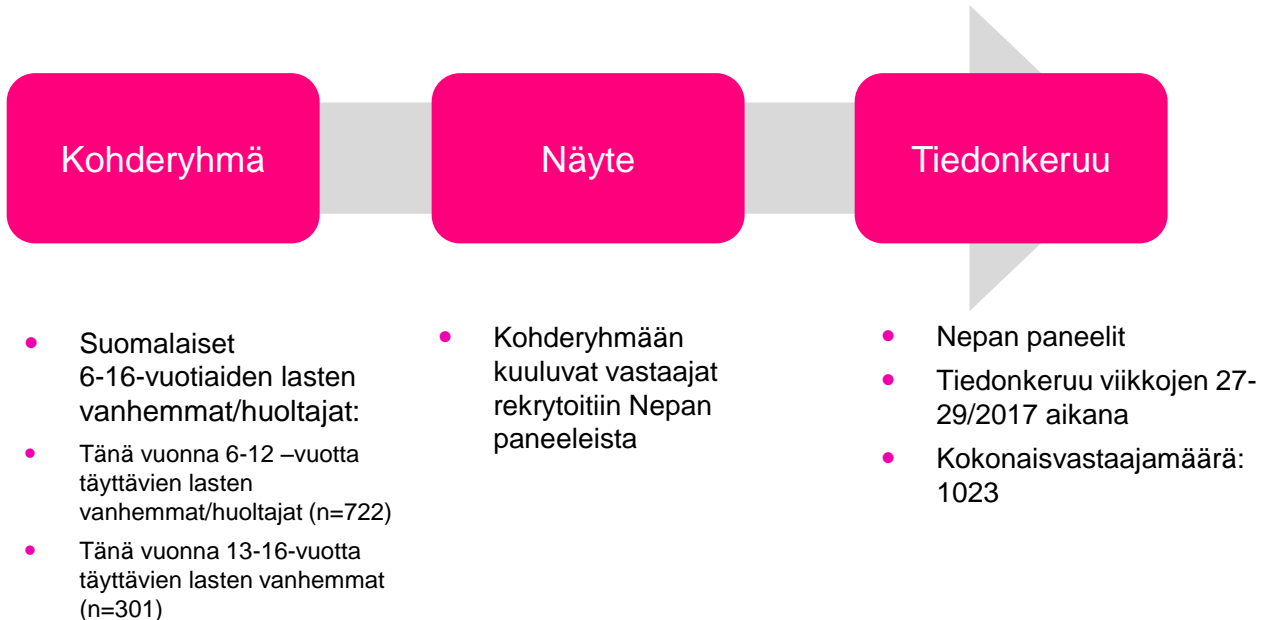 Kohderyhmä
Näyte
Tiedonkeruu
• Suomalaiset
6-16-vuotiaiden lasten
vanhemmat/huoltajat:
• Tänä vuonna 6-12 –vuotta
täyttävien lasten
vanhemmat/huoltajat (n=722)
• Tänä vuonna 13-16-vuotta
täyttävien lasten vanhemmat
(n=301)
• Kohderyhmään
kuuluvat vastaajat
rekrytoitiin Nepan
paneeleista
• Nepan paneelit
• Tiedonkeruu viikkojen 27-
29/2017 aikana
• Kokonaisvastaajamäärä:
1023